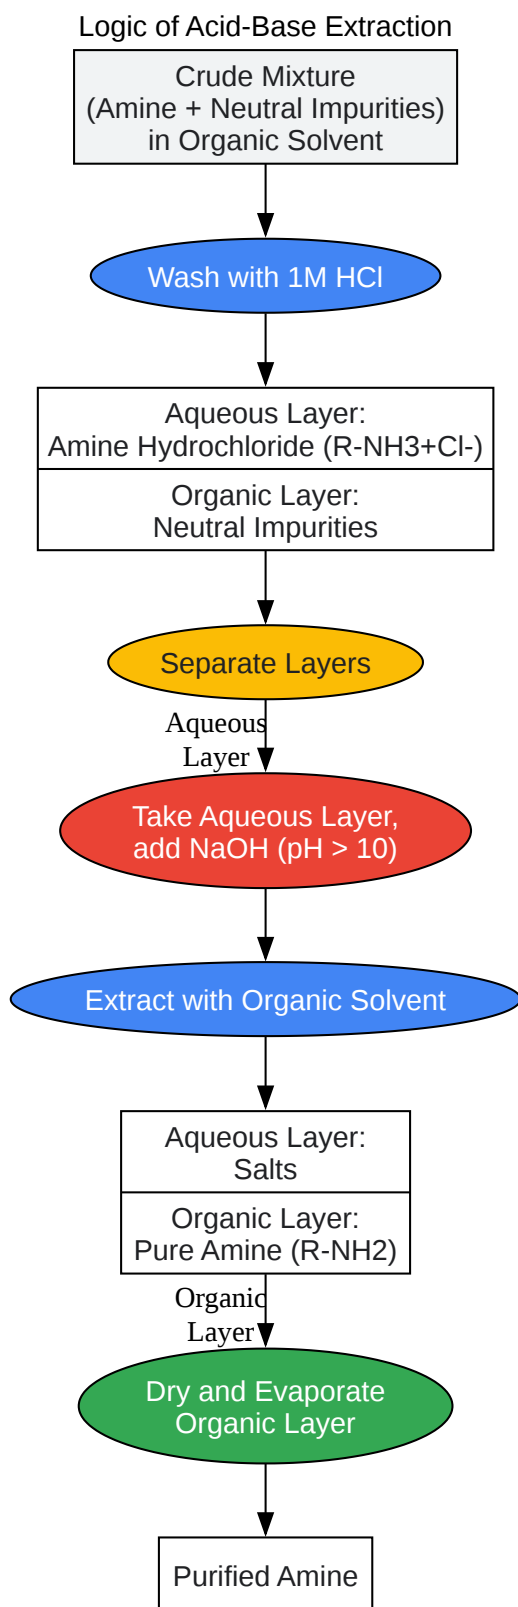 Logic of Acid-Base Extraction
Crude Mixture
(Amine + Neutral Impurities)
in Organic Solvent
Wash with 1M HCl
Aqueous Layer:
Amine Hydrochloride (R-NH3+Cl-)
Organic Layer:
Neutral Impurities
Separate Layers
Aqueous
Layer
Take Aqueous Layer,
add NaOH (pH > 10)
Extract with Organic Solvent
Aqueous Layer:
Salts
Organic Layer:
Pure Amine (R-NH2)
Organic
Layer
Dry and Evaporate
Organic Layer
Purified Amine